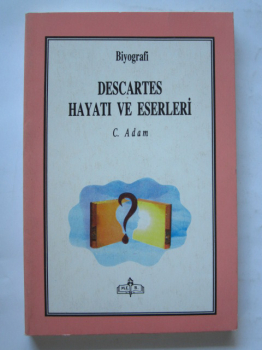 Biyografi
DESCARTES
HAYATI VE ESERLERİ
C. Adam
?